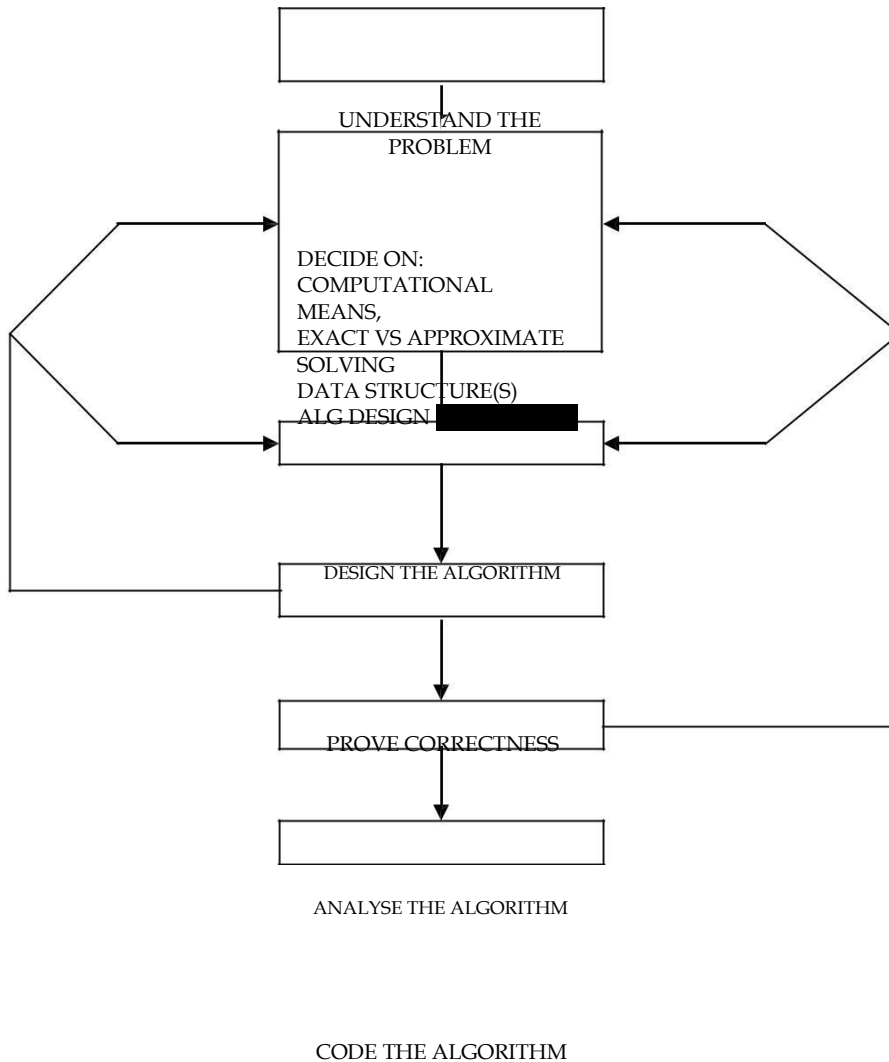 UNDERSTAND THE
PROBLEM
DECIDE ON:
COMPUTATIONAL
MEANS,
EXACT VS APPROXIMATE
SOLVING
DATA STRUCTURE(S)
ALG DESIGN
DESIGN THE ALGORITHM
PROVE CORRECTNESS
ANALYSE THE ALGORITHM
CODE THE ALGORITHM